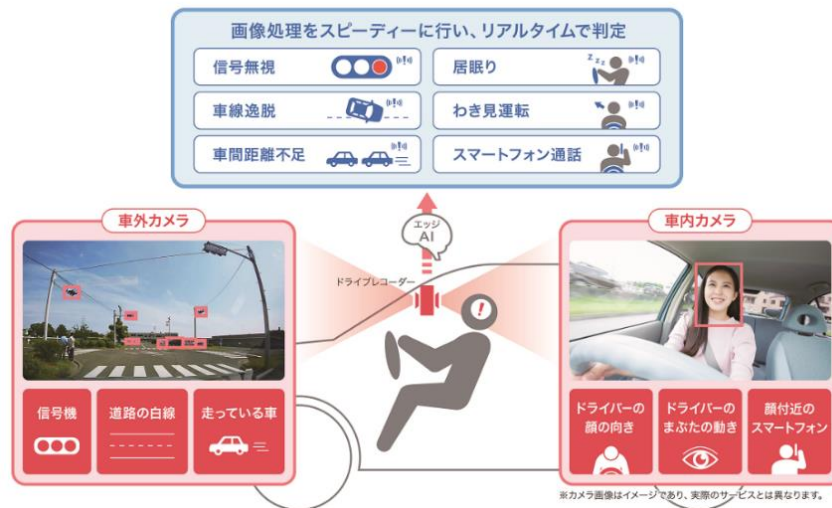 画像処理をスピーディーに行い、リアルタイムで判定
信号無視
居眠り
車線逸脱
わき見運転
車間距離不足
スマートフォン通話
エッジ
AI
車外カメラ
車内カメラ
ドライブレコーダー
信号機
道路の白線
走っている車
ドライバーの
顔の向き
ドライバーの
まぶたの動き
顔付近の
スマートフォン
※カメラ画像はイメージであり、実際のサービスとは異なります。